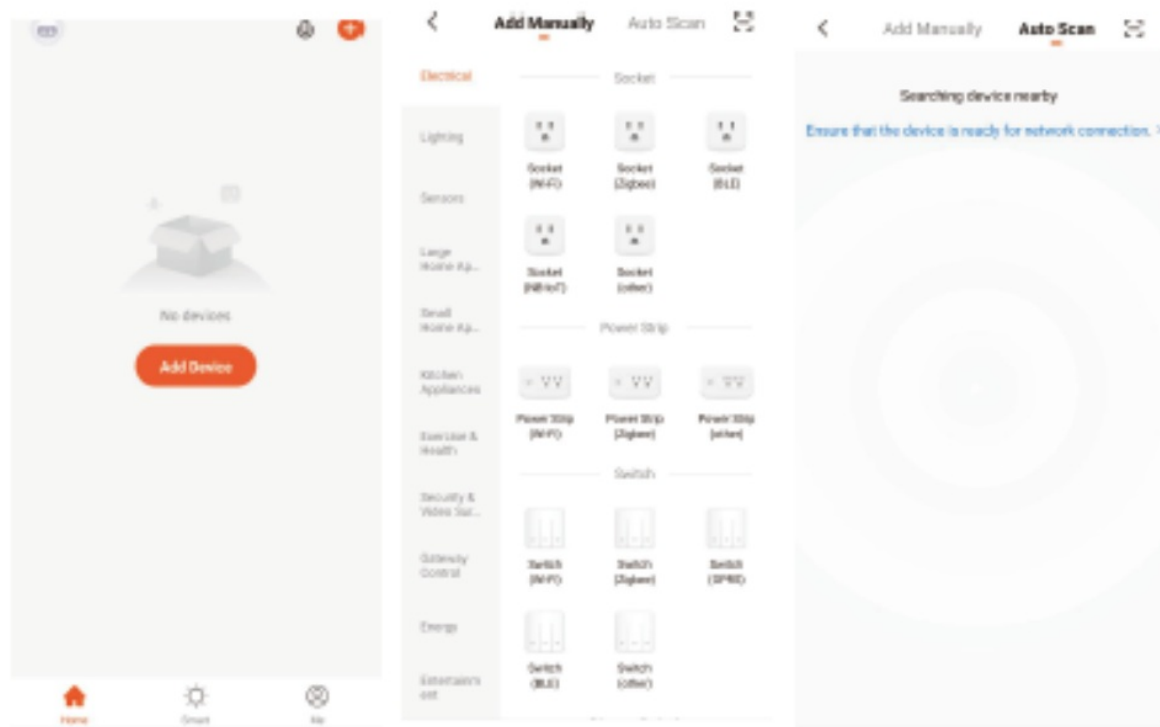 No devices
Add Device
Home
Smart
Me
Add Manually
Auto Scan
Electrical
Lighting
Sensors
Large
Home Ap...
Small
Home Ap...
Kitchen
Appliances
Exercise &
Health
Security &
Video Sur...
Gateway
Control
Energy
Entertainm
ent
Socket
Socket
(Wi-Fi)
Socket
(Zigbee)
Socket
(BLE)
Socket
(NB-IoT)
Socket
(other)
Power Strip
Power Strip
(Wi-Fi)
Power Strip
(Zigbee)
Power Strip
(other)
Switch
Switch
(Wi-Fi)
Switch
(Zigbee)
Switch
(GPRS)
Switch
(BLE)
Switch
(other)
Add Manually
Auto Scan
Searching device nearby
Ensure that the device is ready for network connection.